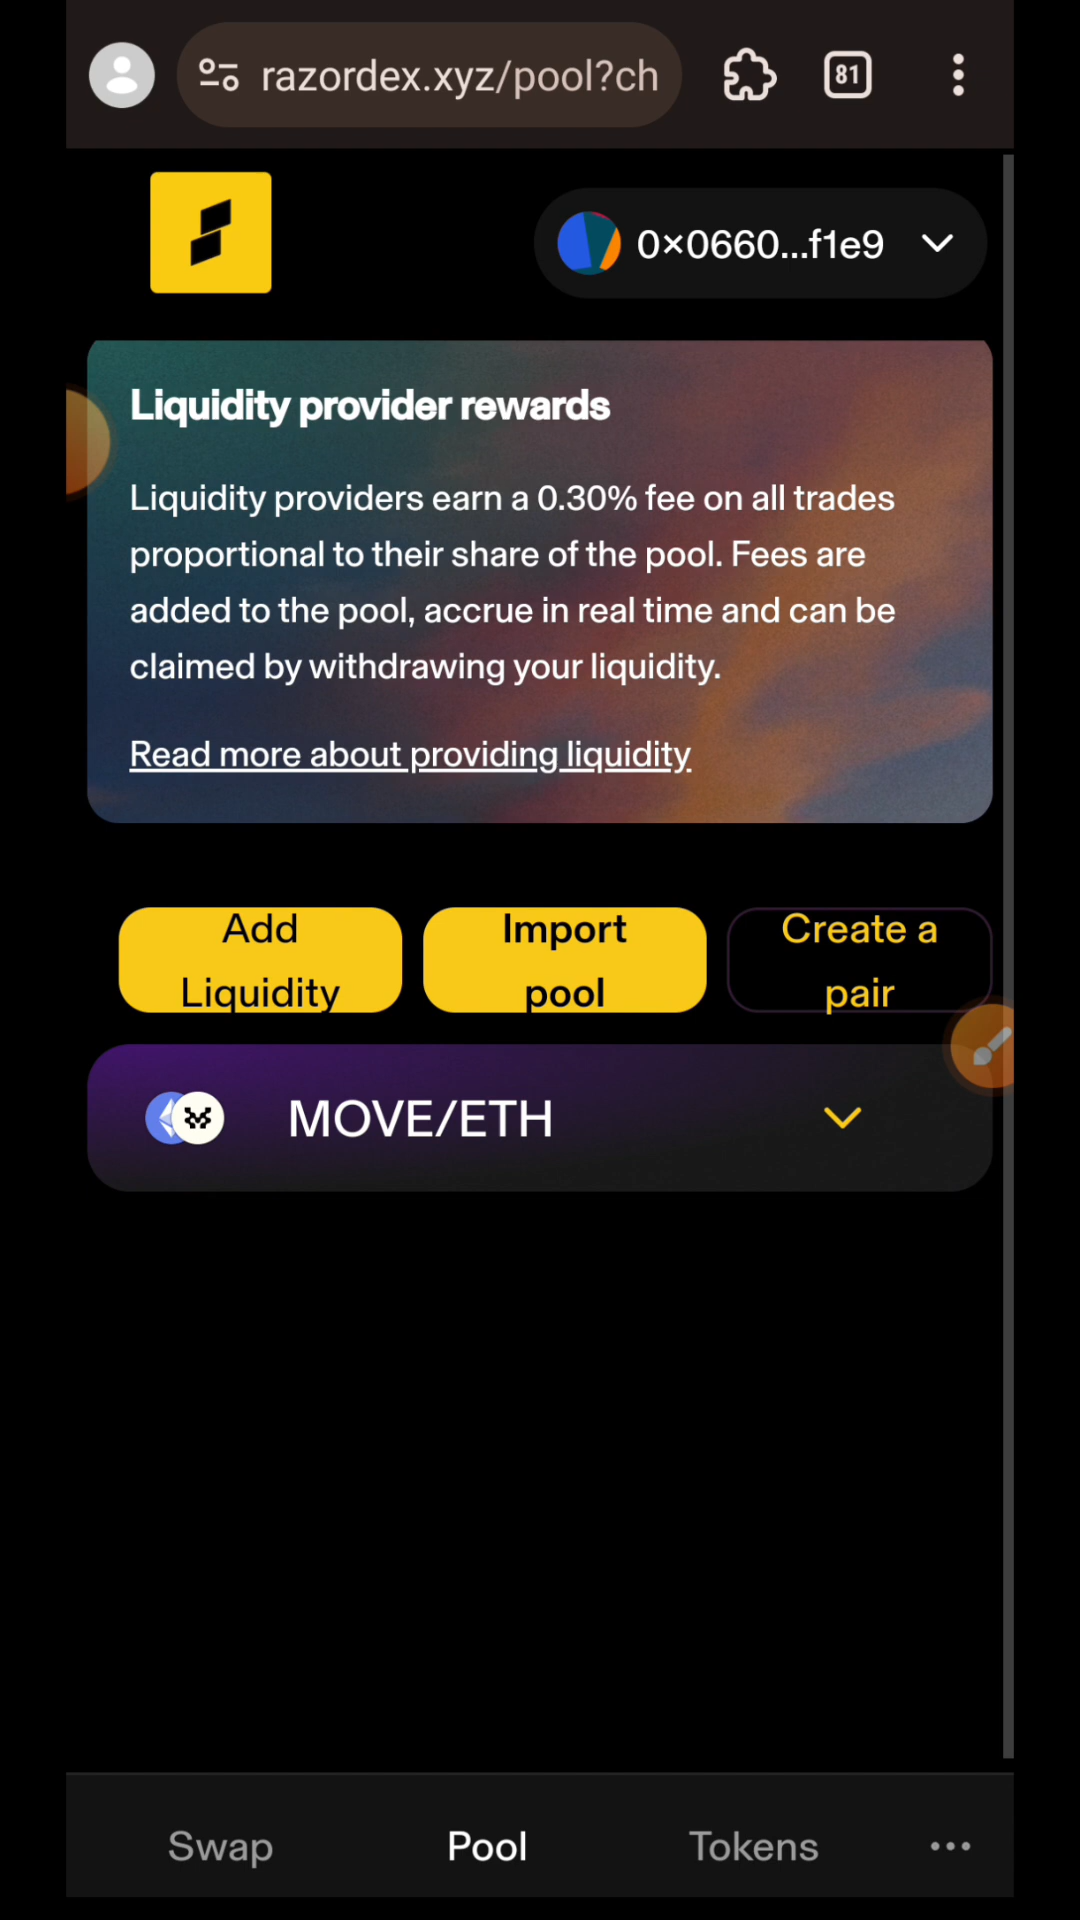 razordex.xyz/pool?ch
81
0×0660...f1e9
Liquidity provider rewards
Liquidity providers earn a 0.30% fee on all trades
proportional to their share of the pool. Fees are
added to the pool, accrue in real time and can be
claimed by withdrawing your liquidity.
Read more about providing liquidity
Add
Liquidity
Import
pool
Create a
pair
MOVE/ETH
Swap
Pool
Tokens